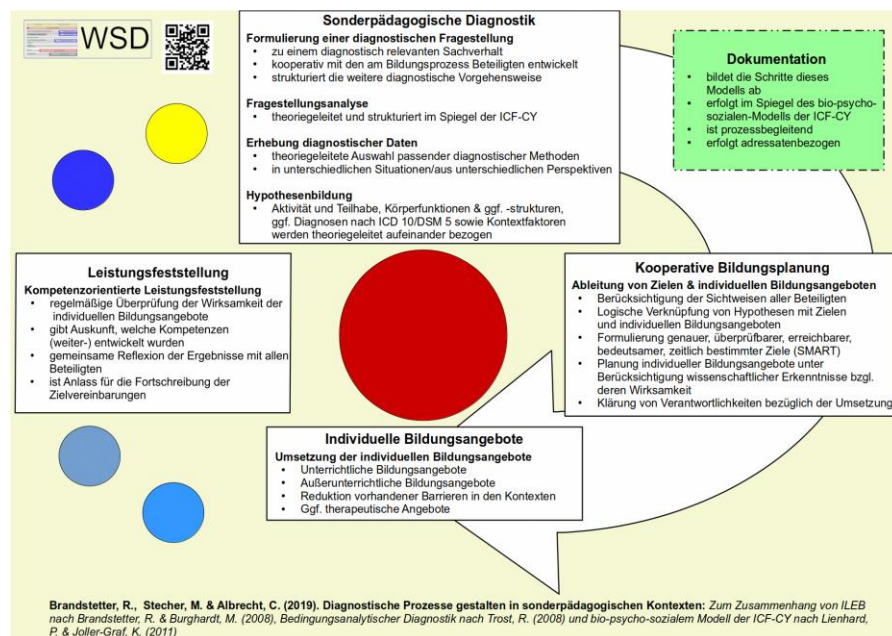 WSD
Sonderpädagogische Diagnostik
Formulierung einer diagnostischen Fragestellung
• zu einem diagnostisch relevanten Sachverhalt
• kooperativ mit den am Bildungsprozess Beteiligten entwickelt
• strukturiert die weitere diagnostische Vorgehensweise
Fragestellungsanalyse
• theoriegeleitet und strukturiert im Spiegel der ICF-CY
Erhebung diagnostischer Daten
• theoriegeleitete Auswahl passender diagnostischer Methoden
• in unterschiedlichen Situationen/aus unterschiedlichen Perspektiven
Hypothesenbildung
• Aktivität und Teilhabe, Körperfunktionen & ggf. -strukturen,
ggf. Diagnosen nach ICD 10/DSM 5 sowie Kontextfaktoren
werden theoriegeleitet aufeinander bezogen
Dokumentation
• bildet die Schritte dieses
Modells ab
• erfolgt im Spiegel des bio-psycho-
sozialen-Modells der ICF-CY
• ist prozessbegleitend
• erfolgt adressatenbezogen
Leistungsfeststellung
Kompetenzorientierte Leistungsfeststellung
• regelmäßige Überprüfung der Wirksamkeit der
individuellen Bildungsangebote
• gibt Auskunft, welche Kompetenzen
(weiter-) entwickelt wurden
• gemeinsame Reflexion der Ergebnisse mit allen
Beteiligten
• ist Anlass für die Fortschreibung der
Zielvereinbarungen
Kooperative Bildungsplanung
Ableitung von Zielen & individuellen Bildungsangeboten
• Berücksichtigung der Sichtweisen aller Beteiligten
• Logische Verknüpfung von Hypothesen mit Zielen
und individuellen Bildungsangeboten
• Formulierung genauer, überprüfbarer, erreichbarer,
bedeutsamer, zeitlich bestimmter Ziele (SMART)
• Planung individueller Bildungsangebote unter
Berücksichtigung wissenschaftlicher Erkenntnisse bzgl.
deren Wirksamkeit
• Klärung von Verantwortlichkeiten bezüglich der Umsetzung
Individuelle Bildungsangebote
Umsetzung der individuellen Bildungsangebote
• Unterrichtliche Bildungsangebote
• Außerunterrichtliche Bildungsangebote
• Reduktion vorhandener Barrieren in den Kontexten
• Ggf. therapeutische Angebote
Brandstetter, R., Stecher, M. & Albrecht, C. (2019). Diagnostische Prozesse gestalten in sonderpädagogischen Kontexten: Zum Zusammenhang von ILEB
nach Brandstetter, R. & Burghardt, M. (2008), Bedingungsanalytischer Diagnostik nach Trost, R. (2008) und bio-psycho-sozialem Modell der ICF-CY nach Lienhard,
P. & Joller-Graf, K. (2011)